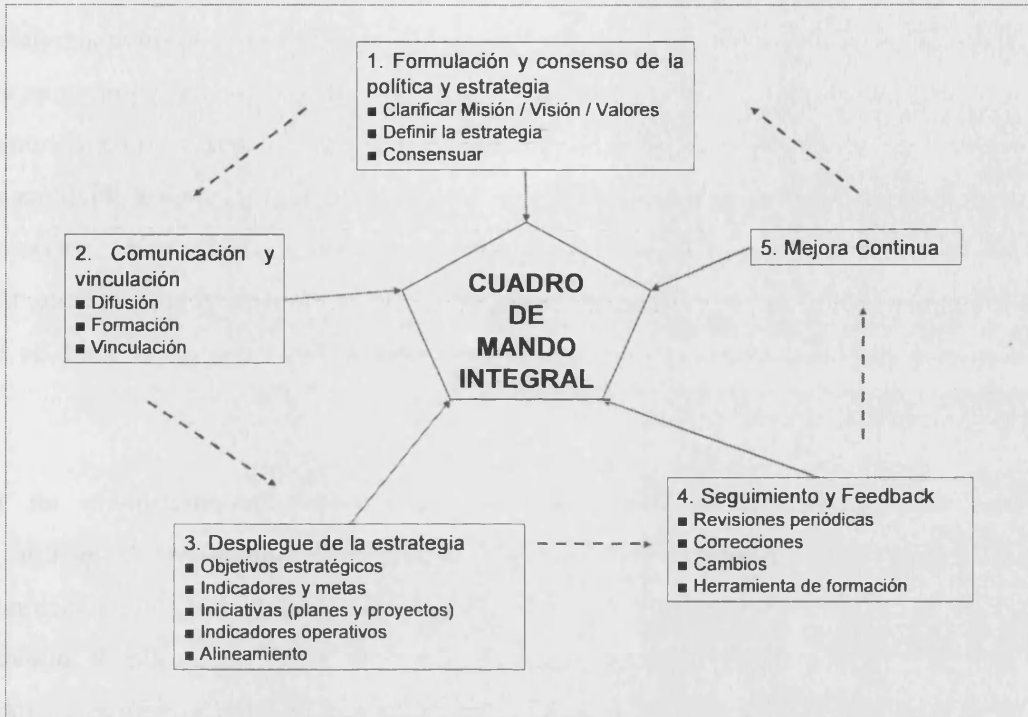 1. Formulación y consenso de la
política y estrategia
■ Clarificar Misión / Visión / Valores
■ Definir la estrategia
■ Consensuar
2. Comunicación y
vinculación
■ Difusión
■ Formación
■ Vinculación
CUADRO
DE
MANDO
INTEGRAL
5. Mejora Continua
3. Despliegue de la estrategia
■ Objetivos estratégicos
■ Indicadores y metas
■ Iniciativas (planes y proyectos)
■ Indicadores operativos
■ Alineamiento
4. Seguimiento y Feedback
■ Revisiones periódicas
■ Correcciones
■ Cambios
■ Herramienta de formación